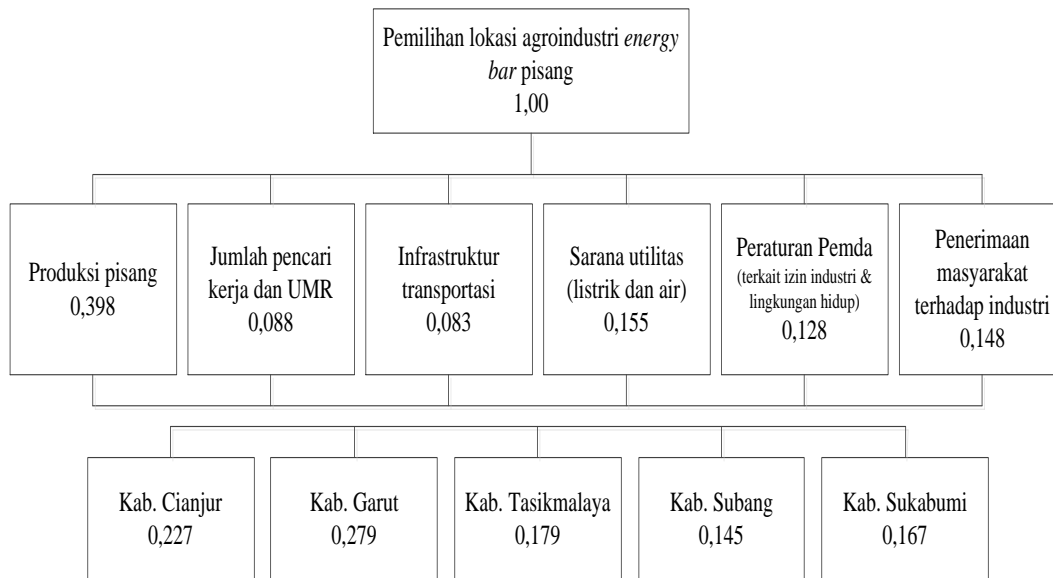 Pemilihan lokasi agroindustri energy
bar pisang
1,00
Produksi pisang
0,398
Jumlah pencari
kerja dan UMR
0,088
Infrastruktur
transportasi
0,083
Sarana utilitas
(listrik dan air)
0,155
Peraturan Pemda
(terkait izin industri &
lingkungan hidup)
0,128
Penerimaan
masyarakat
terhadap industri
0,148
Kab. Cianjur
0,227
Kab. Garut
0,279
Kab. Tasikmalaya
0,179
Kab. Subang
0,145
Kab. Sukabumi
0,167